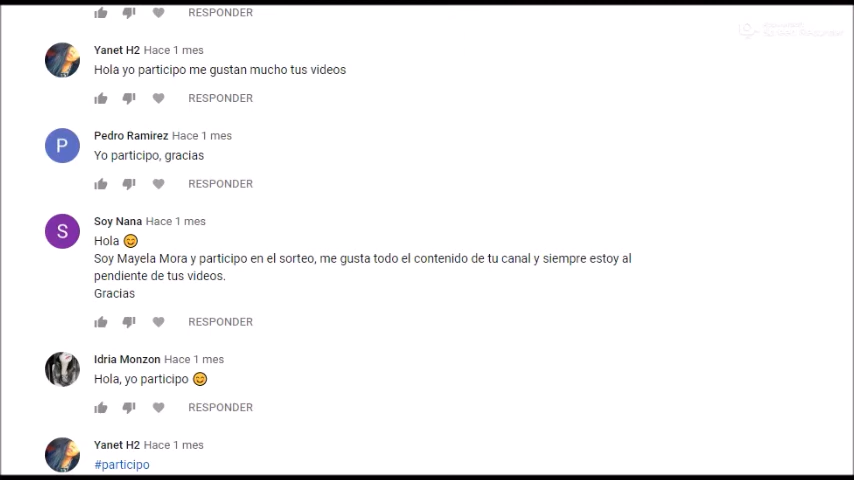 RESPONDER
Yanet H2 Hace 1 mes
Hola yo participo me gustan mucho tus videos
RESPONDER
P
Pedro Ramirez Hace 1 mes
Yo participo, gracias
RESPONDER
S
Soy Nana Hace 1 mes
Hola 😊
Soy Mayela Mora y participo en el sorteo, me gusta todo el contenido de tu canal y siempre estoy al
pendiente de tus videos.
Gracias
RESPONDER
Idria Monzon Hace 1 mes
Hola, yo participo 😊
RESPONDER
Yanet H2 Hace 1 mes
#participo